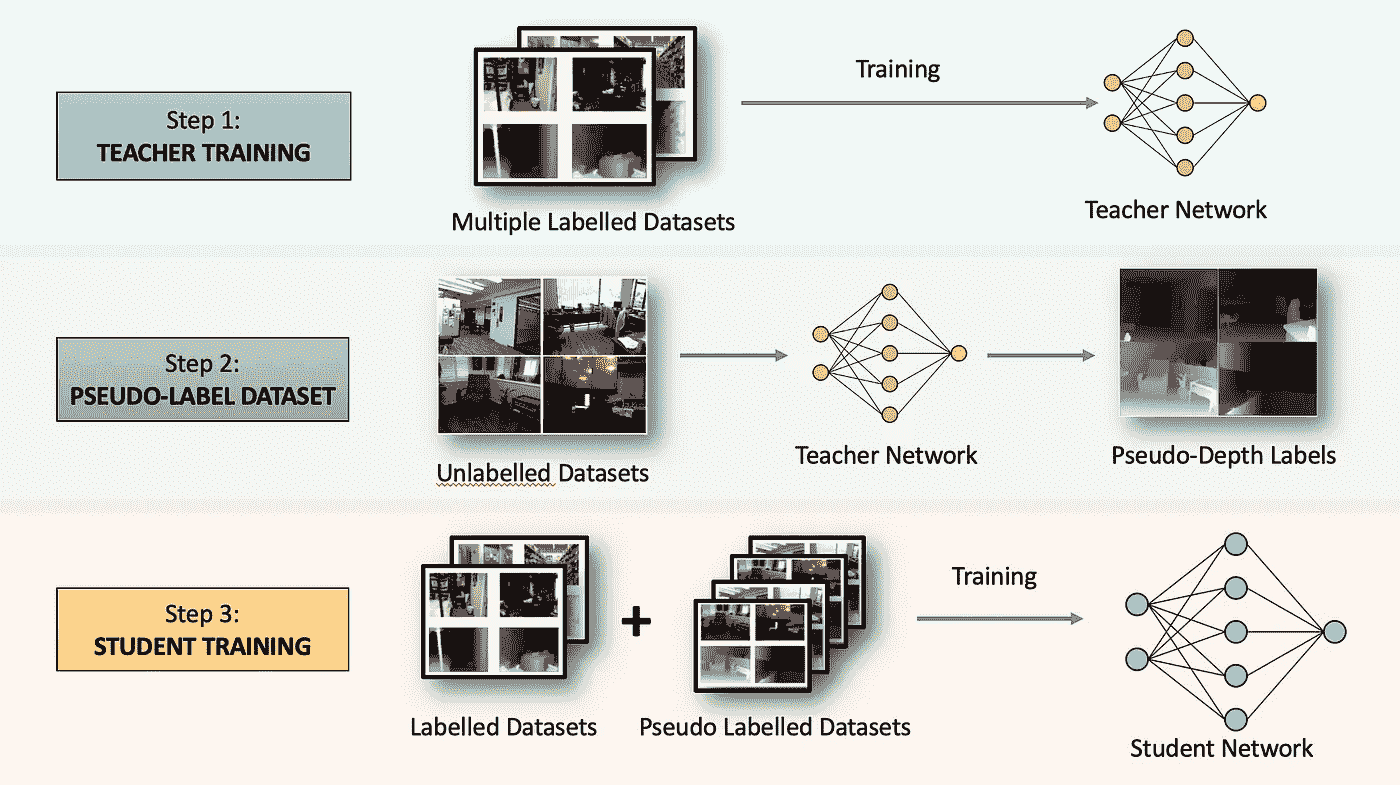 Step 1:
TEACHER TRAINING
Multiple Labelled Datasets
Training
Teacher Network
Step 2:
PSEUDO-LABEL DATASET
Unlabelled Datasets
Teacher Network
Pseudo-Depth Labels
Step 3:
STUDENT TRAINING
Labelled Datasets
+
Pseudo Labelled Datasets
Training
Student Network